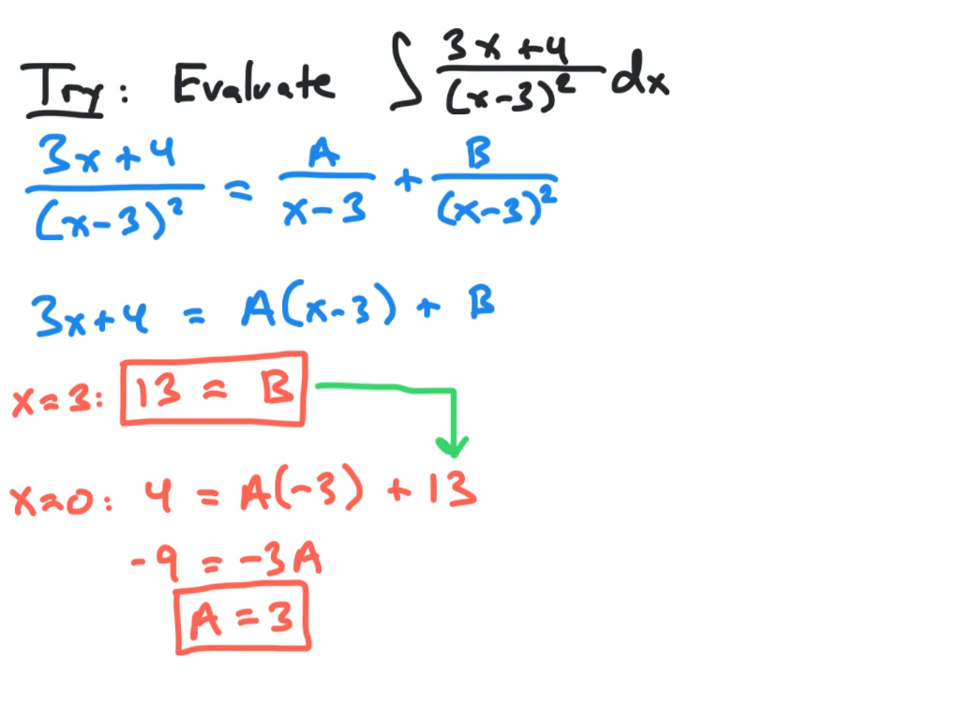 Try: Evaluate ∫ (3x+4)/(x-3)² dx
(3x+4)/(x-3)² = A/(x-3) + B/(x-3)²
3x+4 = A(x-3) + B
x=3: 13 = B
x=0: 4 = A(-3) + 13
-9 = -3A
A = 3